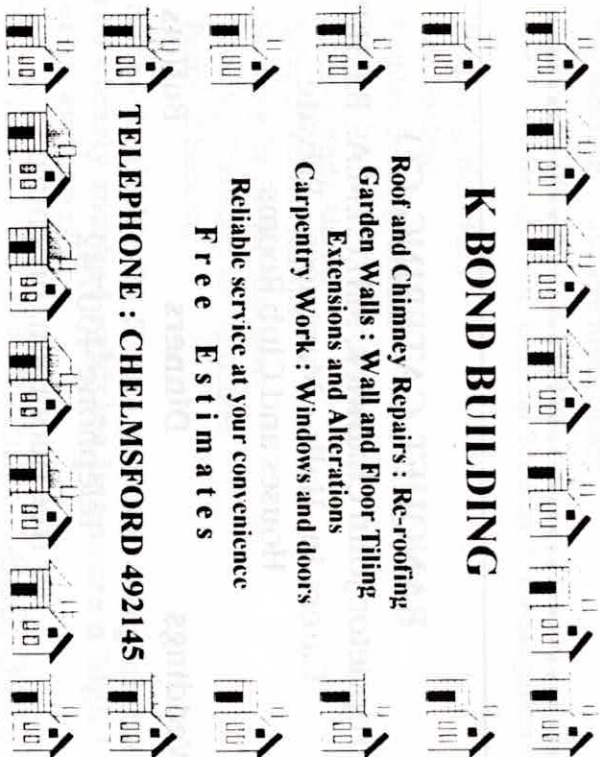 K BOND BUILDING
Roof and Chimney Repairs : Re-roofing
Garden Walls : Wall and Floor Tiling
Extensions and Alterations
Carpentry Work : Windows and doors
Reliable service at your convenience
Free Estimates
TELEPHONE : CHELMSFORD 492145